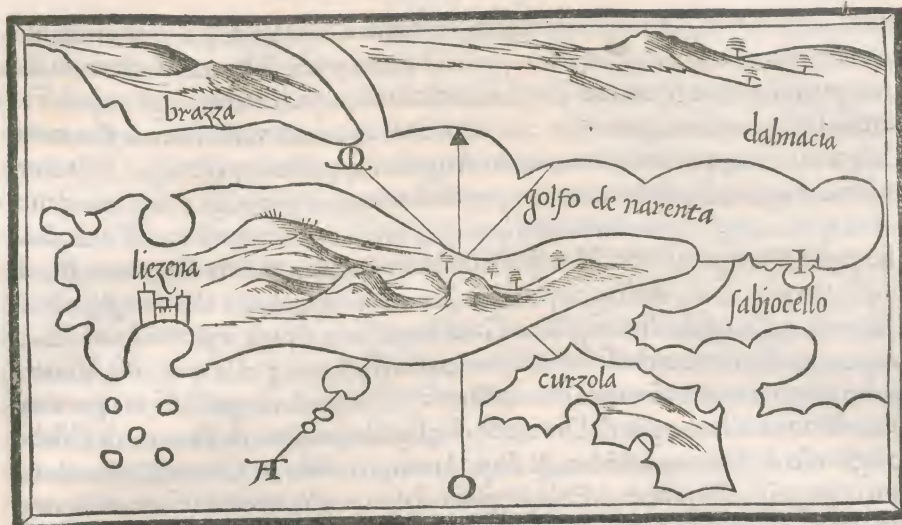 brazza
dalmacia
M
golfo de narenta
liezena
sabiocello
curzola
A
O